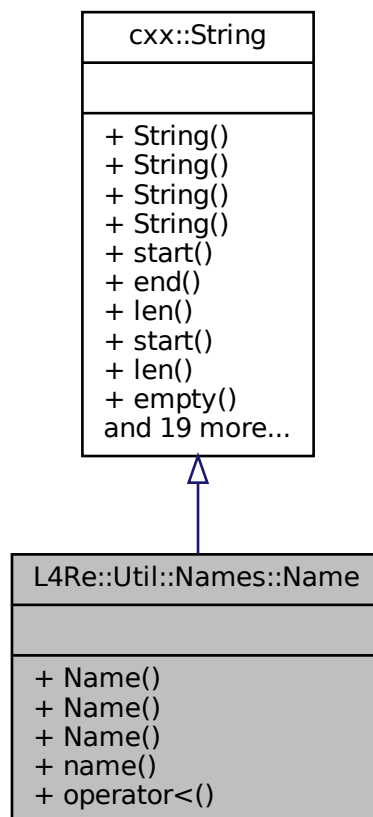 cxx::String
+ String()
+ String()
+ String()
+ String()
+ start()
+ end()
+ len()
+ start()
+ len()
+ empty()
and 19 more...
L4Re::Util::Names::Name
+ Name()
+ Name()
+ Name()
+ name()
+ operator<()